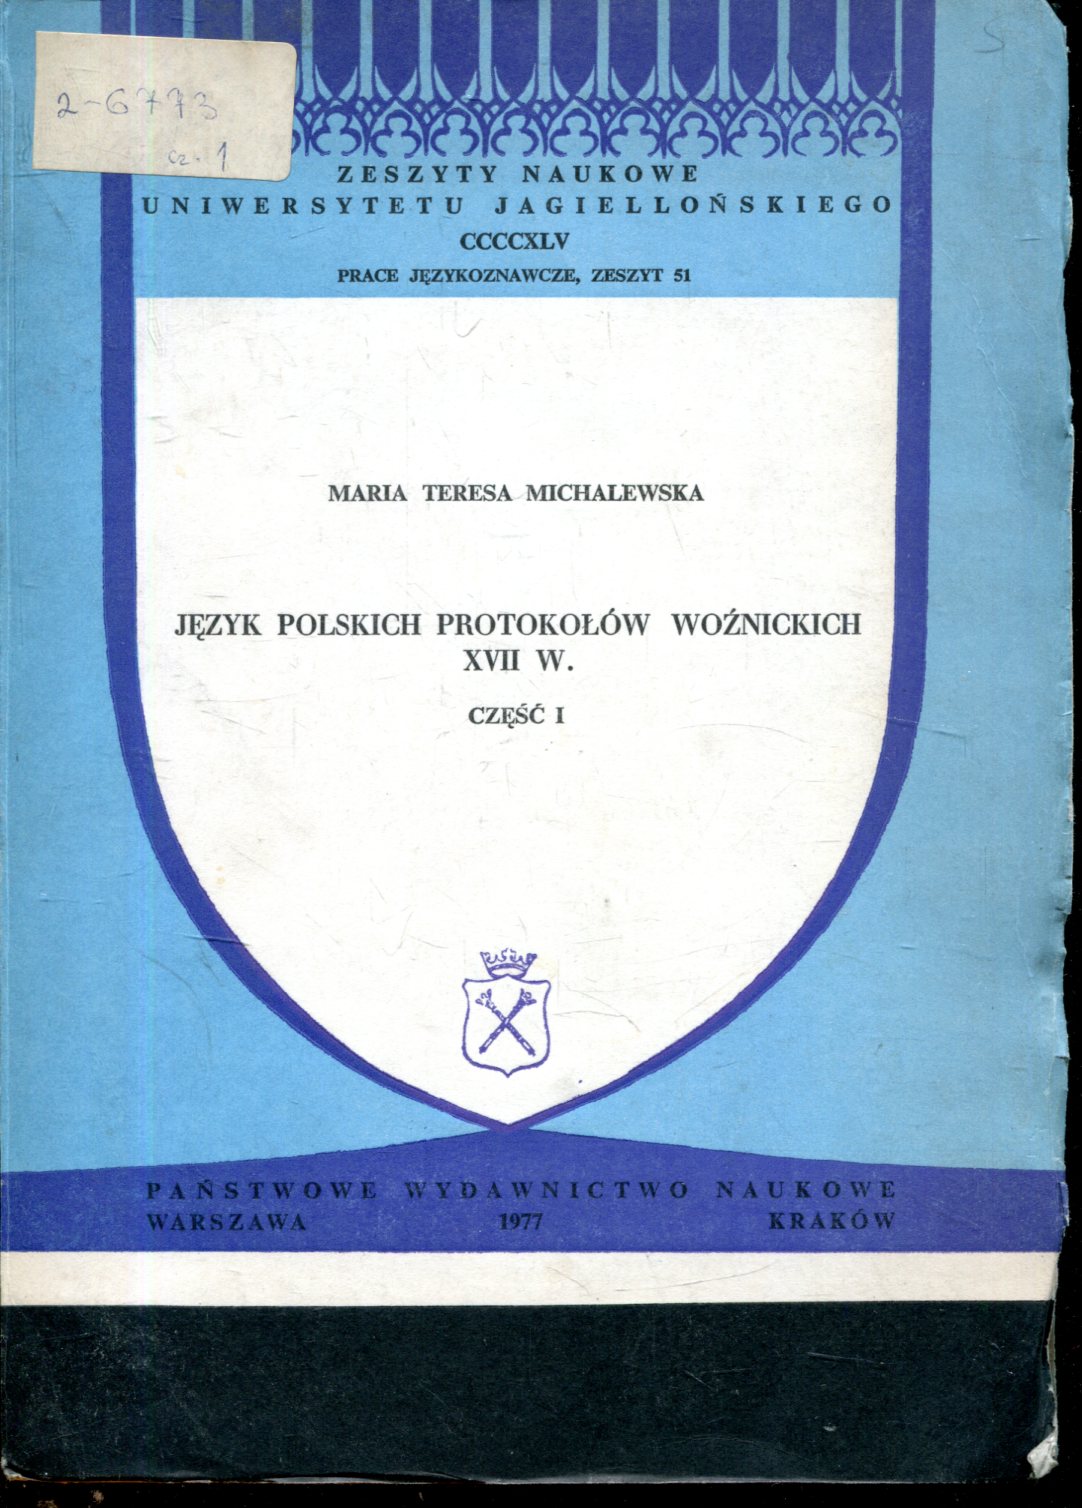 2-6773
cz. 1
ZESZYTY NAUKOWE
UNIWERSYTETU JAGIELLOŃSKIEGO
CCCCXLV
PRACE JĘZYKOZNAWCZE, ZESZYT 51
MARIA TERESA MICHALEWSKA
JĘZYK POLSKICH PROTOKOŁÓW WOŹNICKICH
XVII W.
CZĘŚĆ I
PAŃSTWOWE WYDAWNICTWO NAUKOWE
WARSZAWA 1977 KRAKÓW